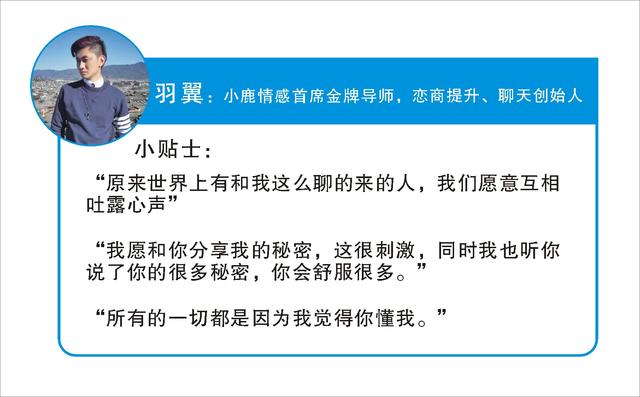 羽翼：小鹿情感首席金牌导师，恋商提升、聊天创始人
小贴士：
“原来世界上有和我这么聊的来的人，我们愿意互相
吐露心声”
“我愿和你分享我的秘密，这很刺激，同时我也听你
说了你的很多秘密，你会舒服很多。”
“所有的一切都是因为我觉得你懂我。”